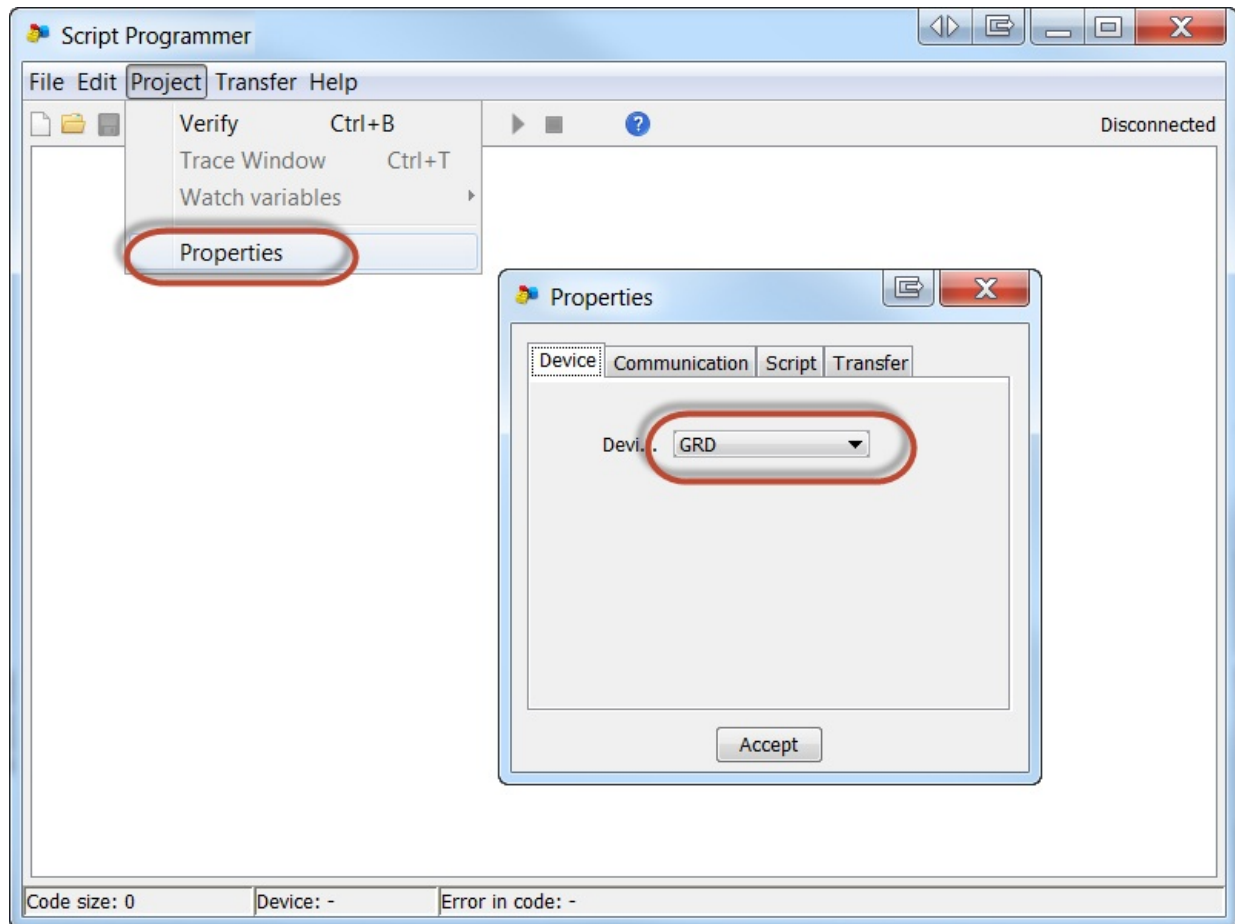 Script Programmer
File Edit Project Transfer Help
Verify Ctrl+B
Disconnected
Trace Window Ctrl+T
Watch variables
Properties
Properties
Device Communication Script Transfer
Devi... GRD
Accept
Code size: 0 Device: - Error in code: -